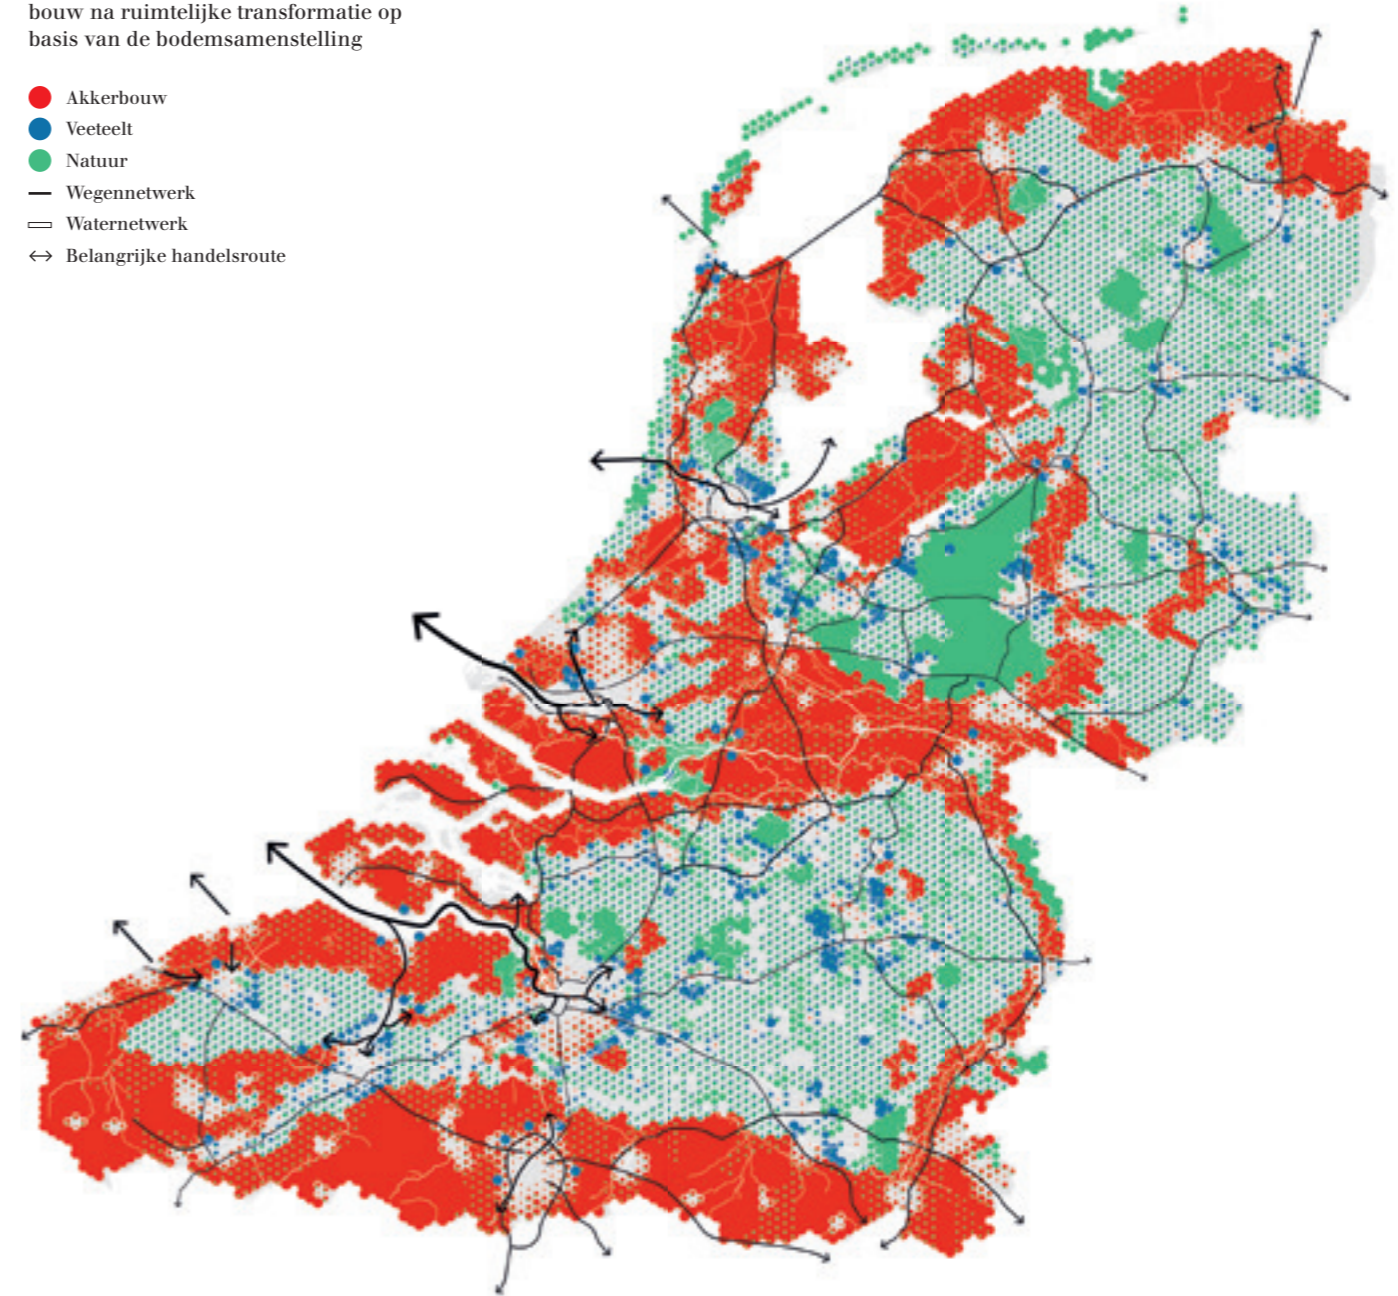 bouw na ruimtelijke transformatie op
basis van de bodemsamenstelling
Akkerbouw
Veeteelt
Natuur
Wegennetwerk
Waternetwerk
Belangrijke handelsroute